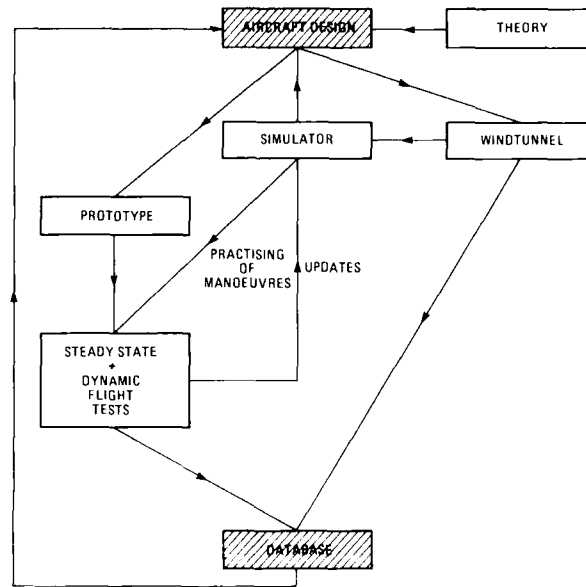 AIRCRAFT DESIGN
THEORY
SIMULATOR
WINDTUNNEL
PROTOTYPE
PRACTISING
OF
MANOEUVRES
UPDATES
STEADY STATE
+
DYNAMIC
FLIGHT
TESTS
DATABASE